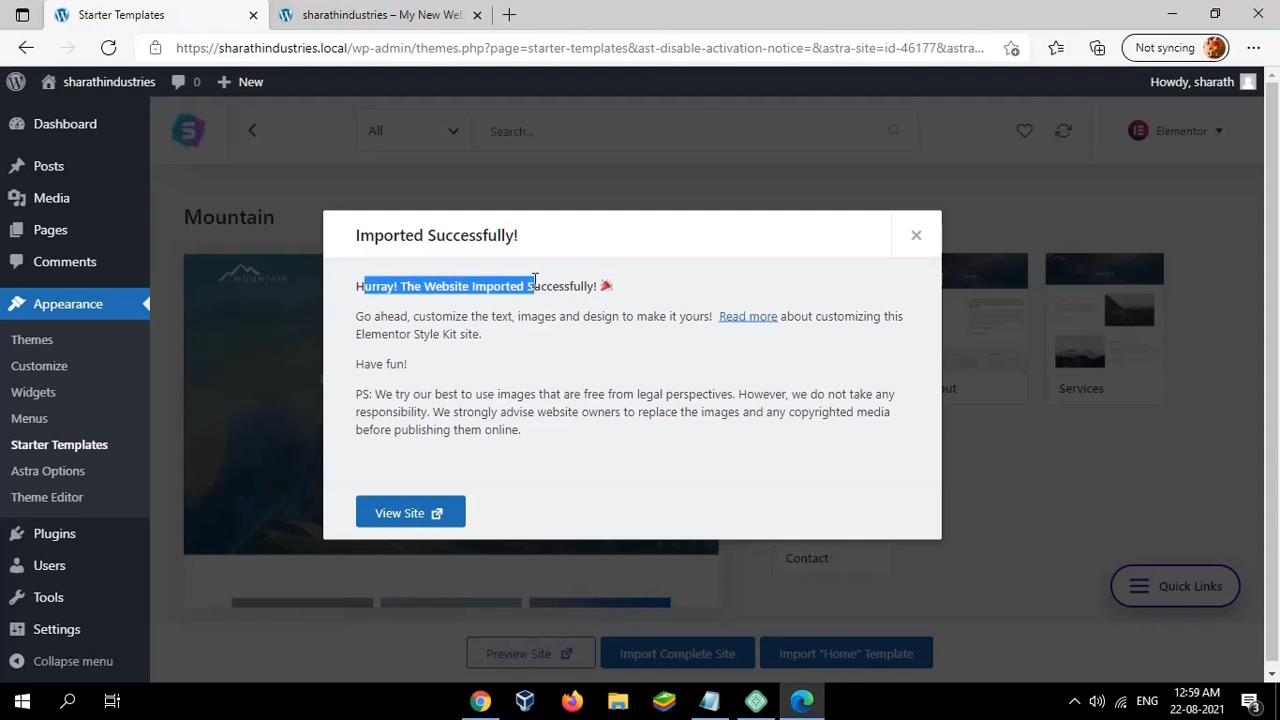 Starter Templates
sharathindustries – My New Web
https://sharathindustries.local/wp-admin/themes.php?page=starter-templates&ast-disable-activation-notice=&astra-site=id-46177&astra...
Not syncing
sharathindustries
0
New
Howdy, sharath
Dashboard
Posts
Media
Pages
Comments
Appearance
Themes
Customize
Widgets
Menus
Starter Templates
Astra Options
Theme Editor
Plugins
Users
Tools
Settings
Collapse menu
S
All
Search...
Elementor
Mountain
MOUNTAIN
Imported Successfully!
Hurray! The Website Imported Successfully! 🎉
Go ahead, customize the text, images and design to make it yours! Read more about customizing this
Elementor Style Kit site.
Have fun!
PS: We try our best to use images that are free from legal perspectives. However, we do not take any
responsibility. We strongly advise website owners to replace the images and any copyrighted media
before publishing them online.
View Site
Services
Contact
Quick Links
Preview Site
Import Complete Site
Import "Home" Template
ENG
12:59 AM
22-08-2021
3